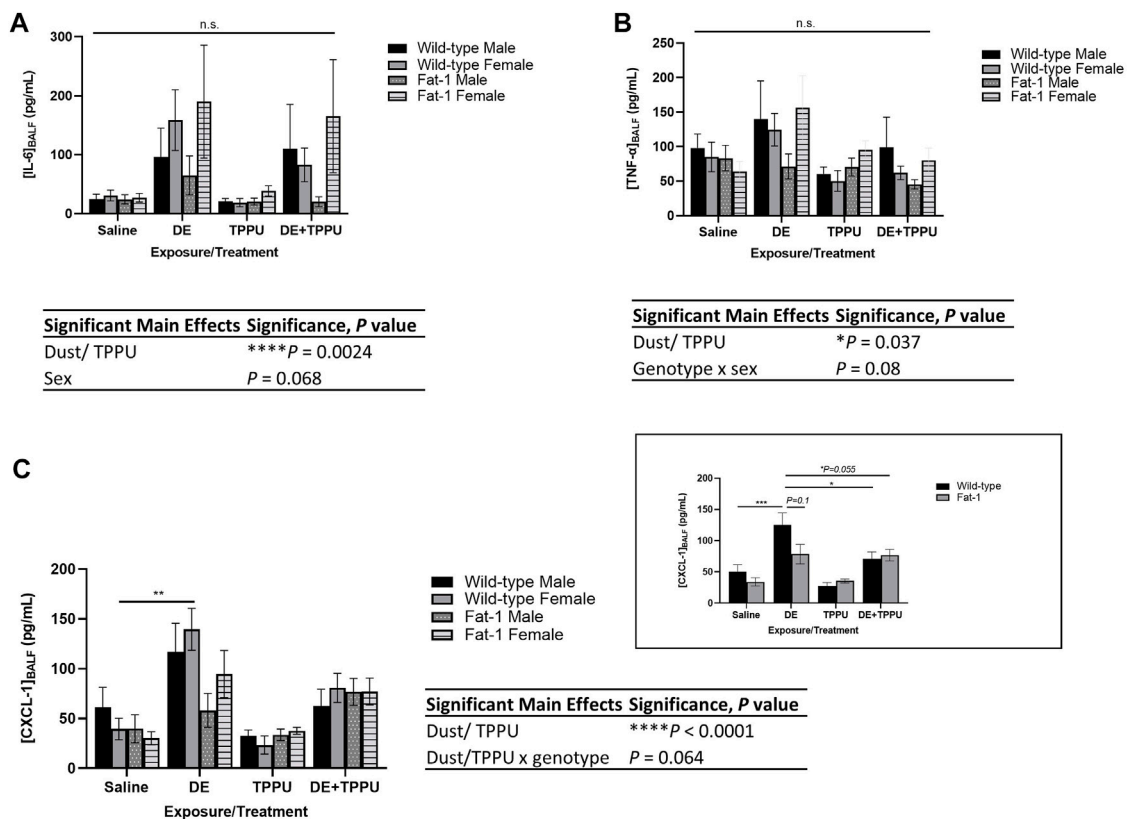 A
n.s.
300
200
100
0
[IL-6]BALF (pg/mL)
Saline DE TPPU DE+TPPU
Exposure/Treatment
Wild-type Male
Wild-type Female
Fat-1 Male
Fat-1 Female
Significant Main Effects Significance, P value
Dust/ TPPU ****P = 0.0024
Sex P = 0.068
B
n.s.
250
200
150
100
50
0
[TNF-α]BALF (pg/mL)
Saline DE TPPU DE+TPPU
Exposure/Treatment
Wild-type Male
Wild-type Female
Fat-1 Male
Fat-1 Female
Significant Main Effects Significance, P value
Dust/ TPPU *P = 0.037
Genotype x sex P = 0.08
C
**
200
150
100
50
0
[CXCL-1]BALF (pg/mL)
Saline DE TPPU DE+TPPU
Exposure/Treatment
Wild-type Male
Wild-type Female
Fat-1 Male
Fat-1 Female
*P=0.055
*
***
P=0.1
200
150
100
50
0
[CXCL-1]BALF (pg/mL)
Saline DE TPPU DE+TPPU
Exposure/Treatment
Wild-type
Fat-1
Significant Main Effects Significance, P value
Dust/ TPPU ****P < 0.0001
Dust/TPPU x genotype P = 0.064